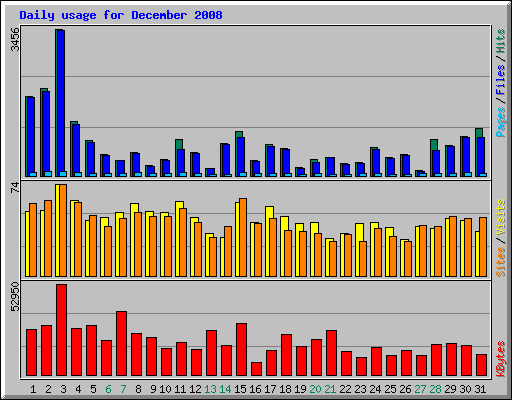 Daily usage for December 2008
3456
Pages / Files / Hits
74
Sites / Visits
52950
KBytes
1 2 3 4 5 6 7 8 9 10 11 12 13 14 15 16 17 18 19 20 21 22 23 24 25 26 27 28 29 30 31